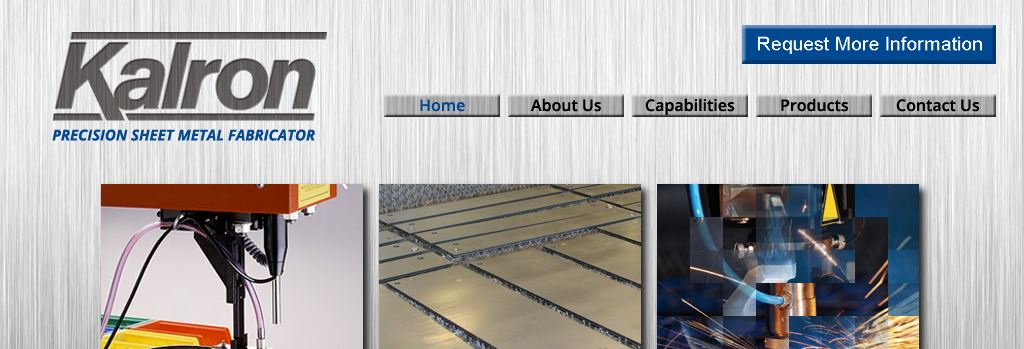 Kalron
PRECISION SHEET METAL FABRICATOR
Request More Information
Home
About Us
Capabilities
Products
Contact Us